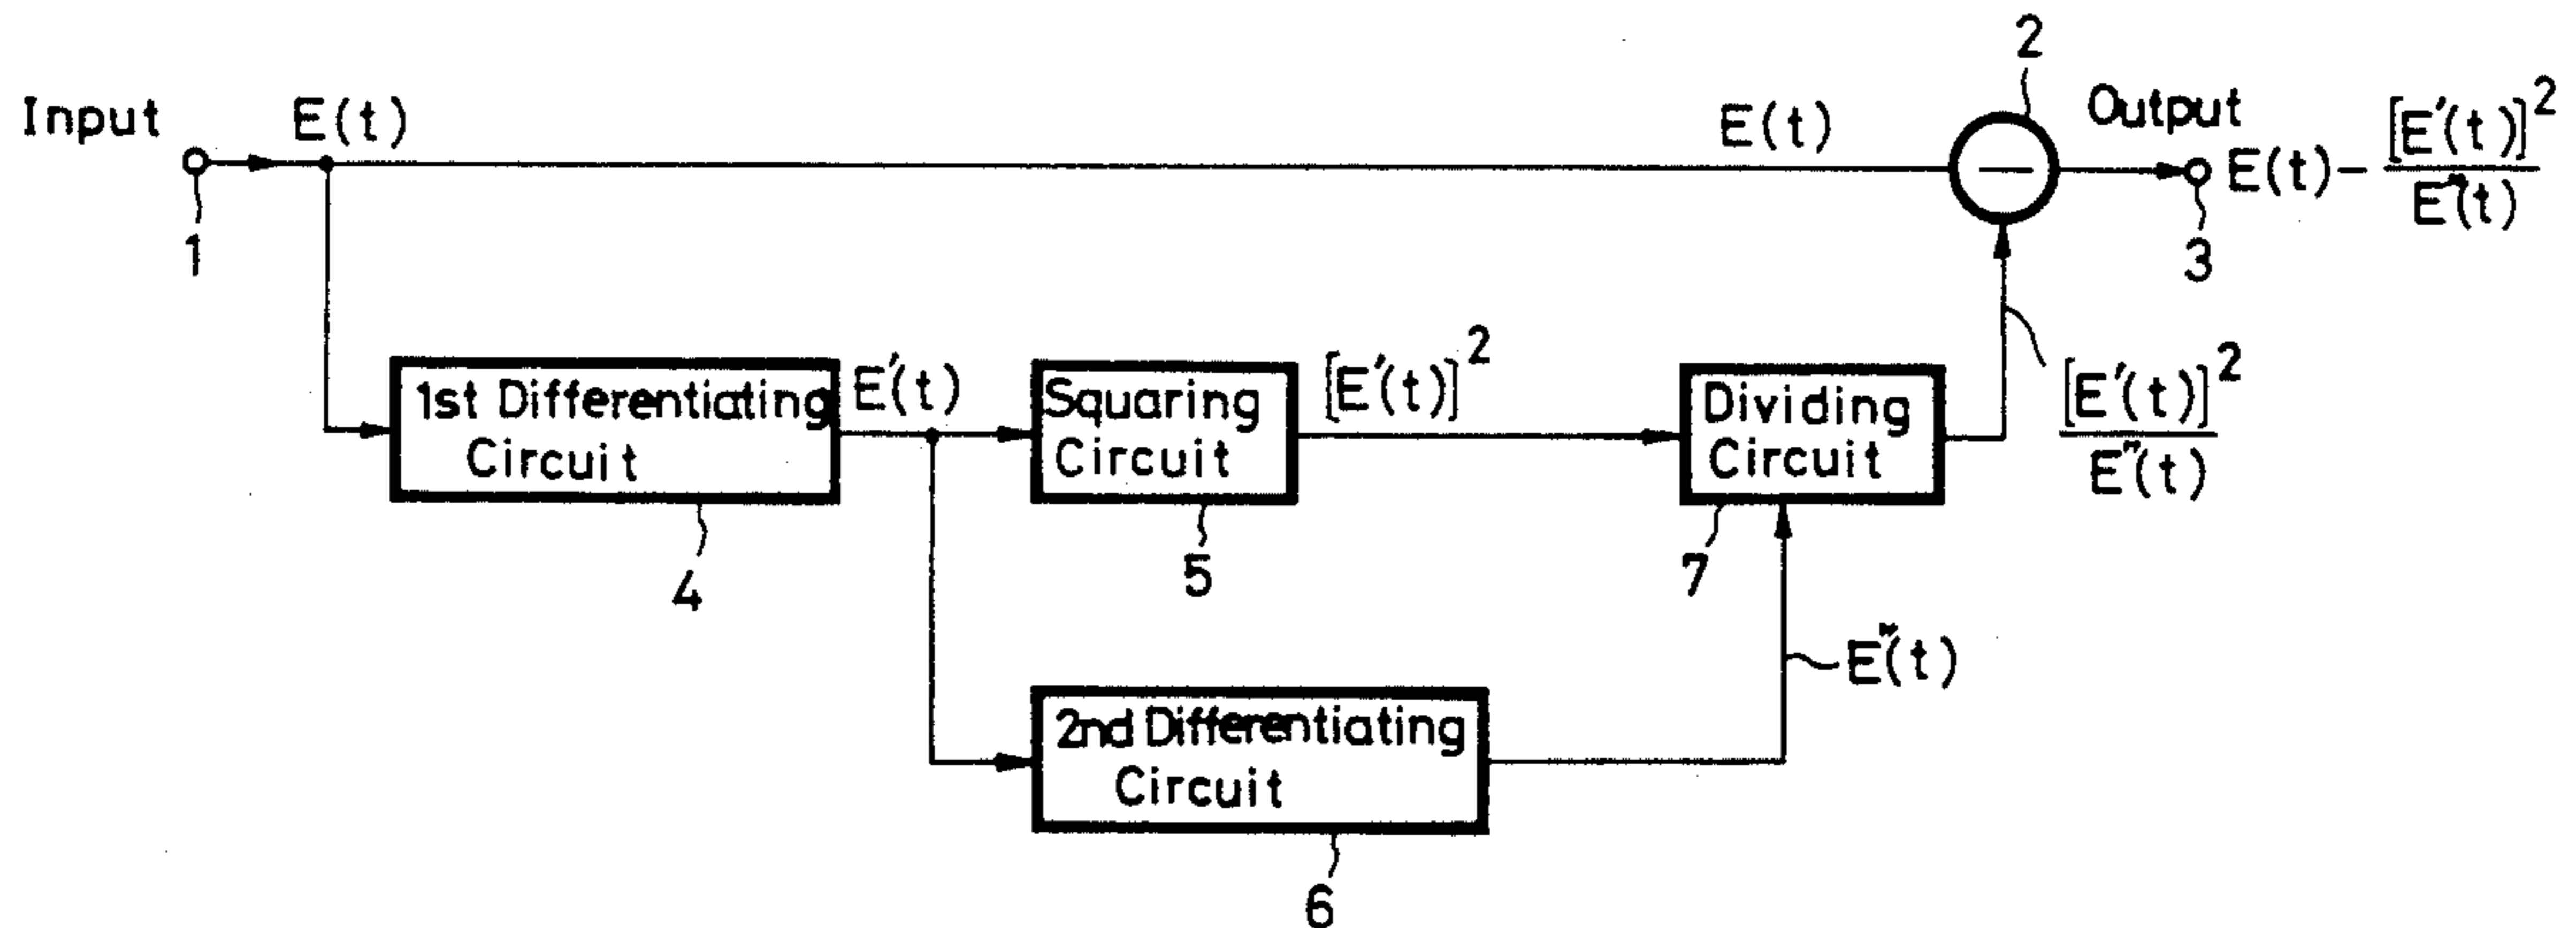 2
Input
E(t)
E(t)
Output
E(t) - [E'(t)]² / E"(t)
1
3
1st Differentiating
Circuit
E'(t)
Squaring
Circuit
[E'(t)]²
Dividing
Circuit
[E'(t)]² / E"(t)
4
5
7
E"(t)
2nd Differentiating
Circuit
6